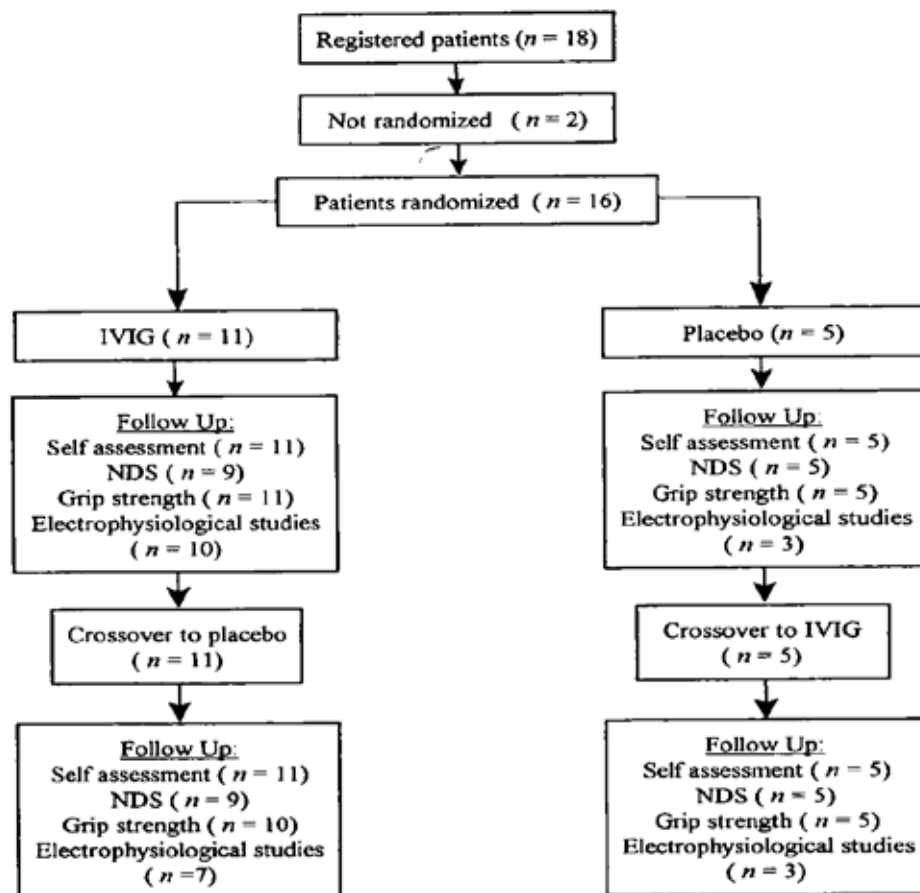 Registered patients (n = 18)
Not randomized ( n = 2)
Patients randomized ( n = 16)
IVIG ( n = 11)
Follow Up:
Self assessment ( n = 11)
NDS ( n = 9)
Grip strength ( n = 11)
Electrophysiological studies
( n = 10)
Crossover to placebo
( n = 11)
Follow Up:
Self assessment ( n = 11)
NDS ( n = 9)
Grip strength ( n = 10)
Electrophysiological studies
( n =7)
Placebo (n = 5)
Follow Up:
Self assessment ( n = 5)
NDS ( n = 5)
Grip strength ( n = 5)
Electrophysiological studies
( n = 3)
Crossover to IVIG
( n = 5)
Follow Up:
Self assessment ( n = 5)
NDS ( n = 5)
Grip strength ( n = 5)
Electrophysiological studies
( n = 3)